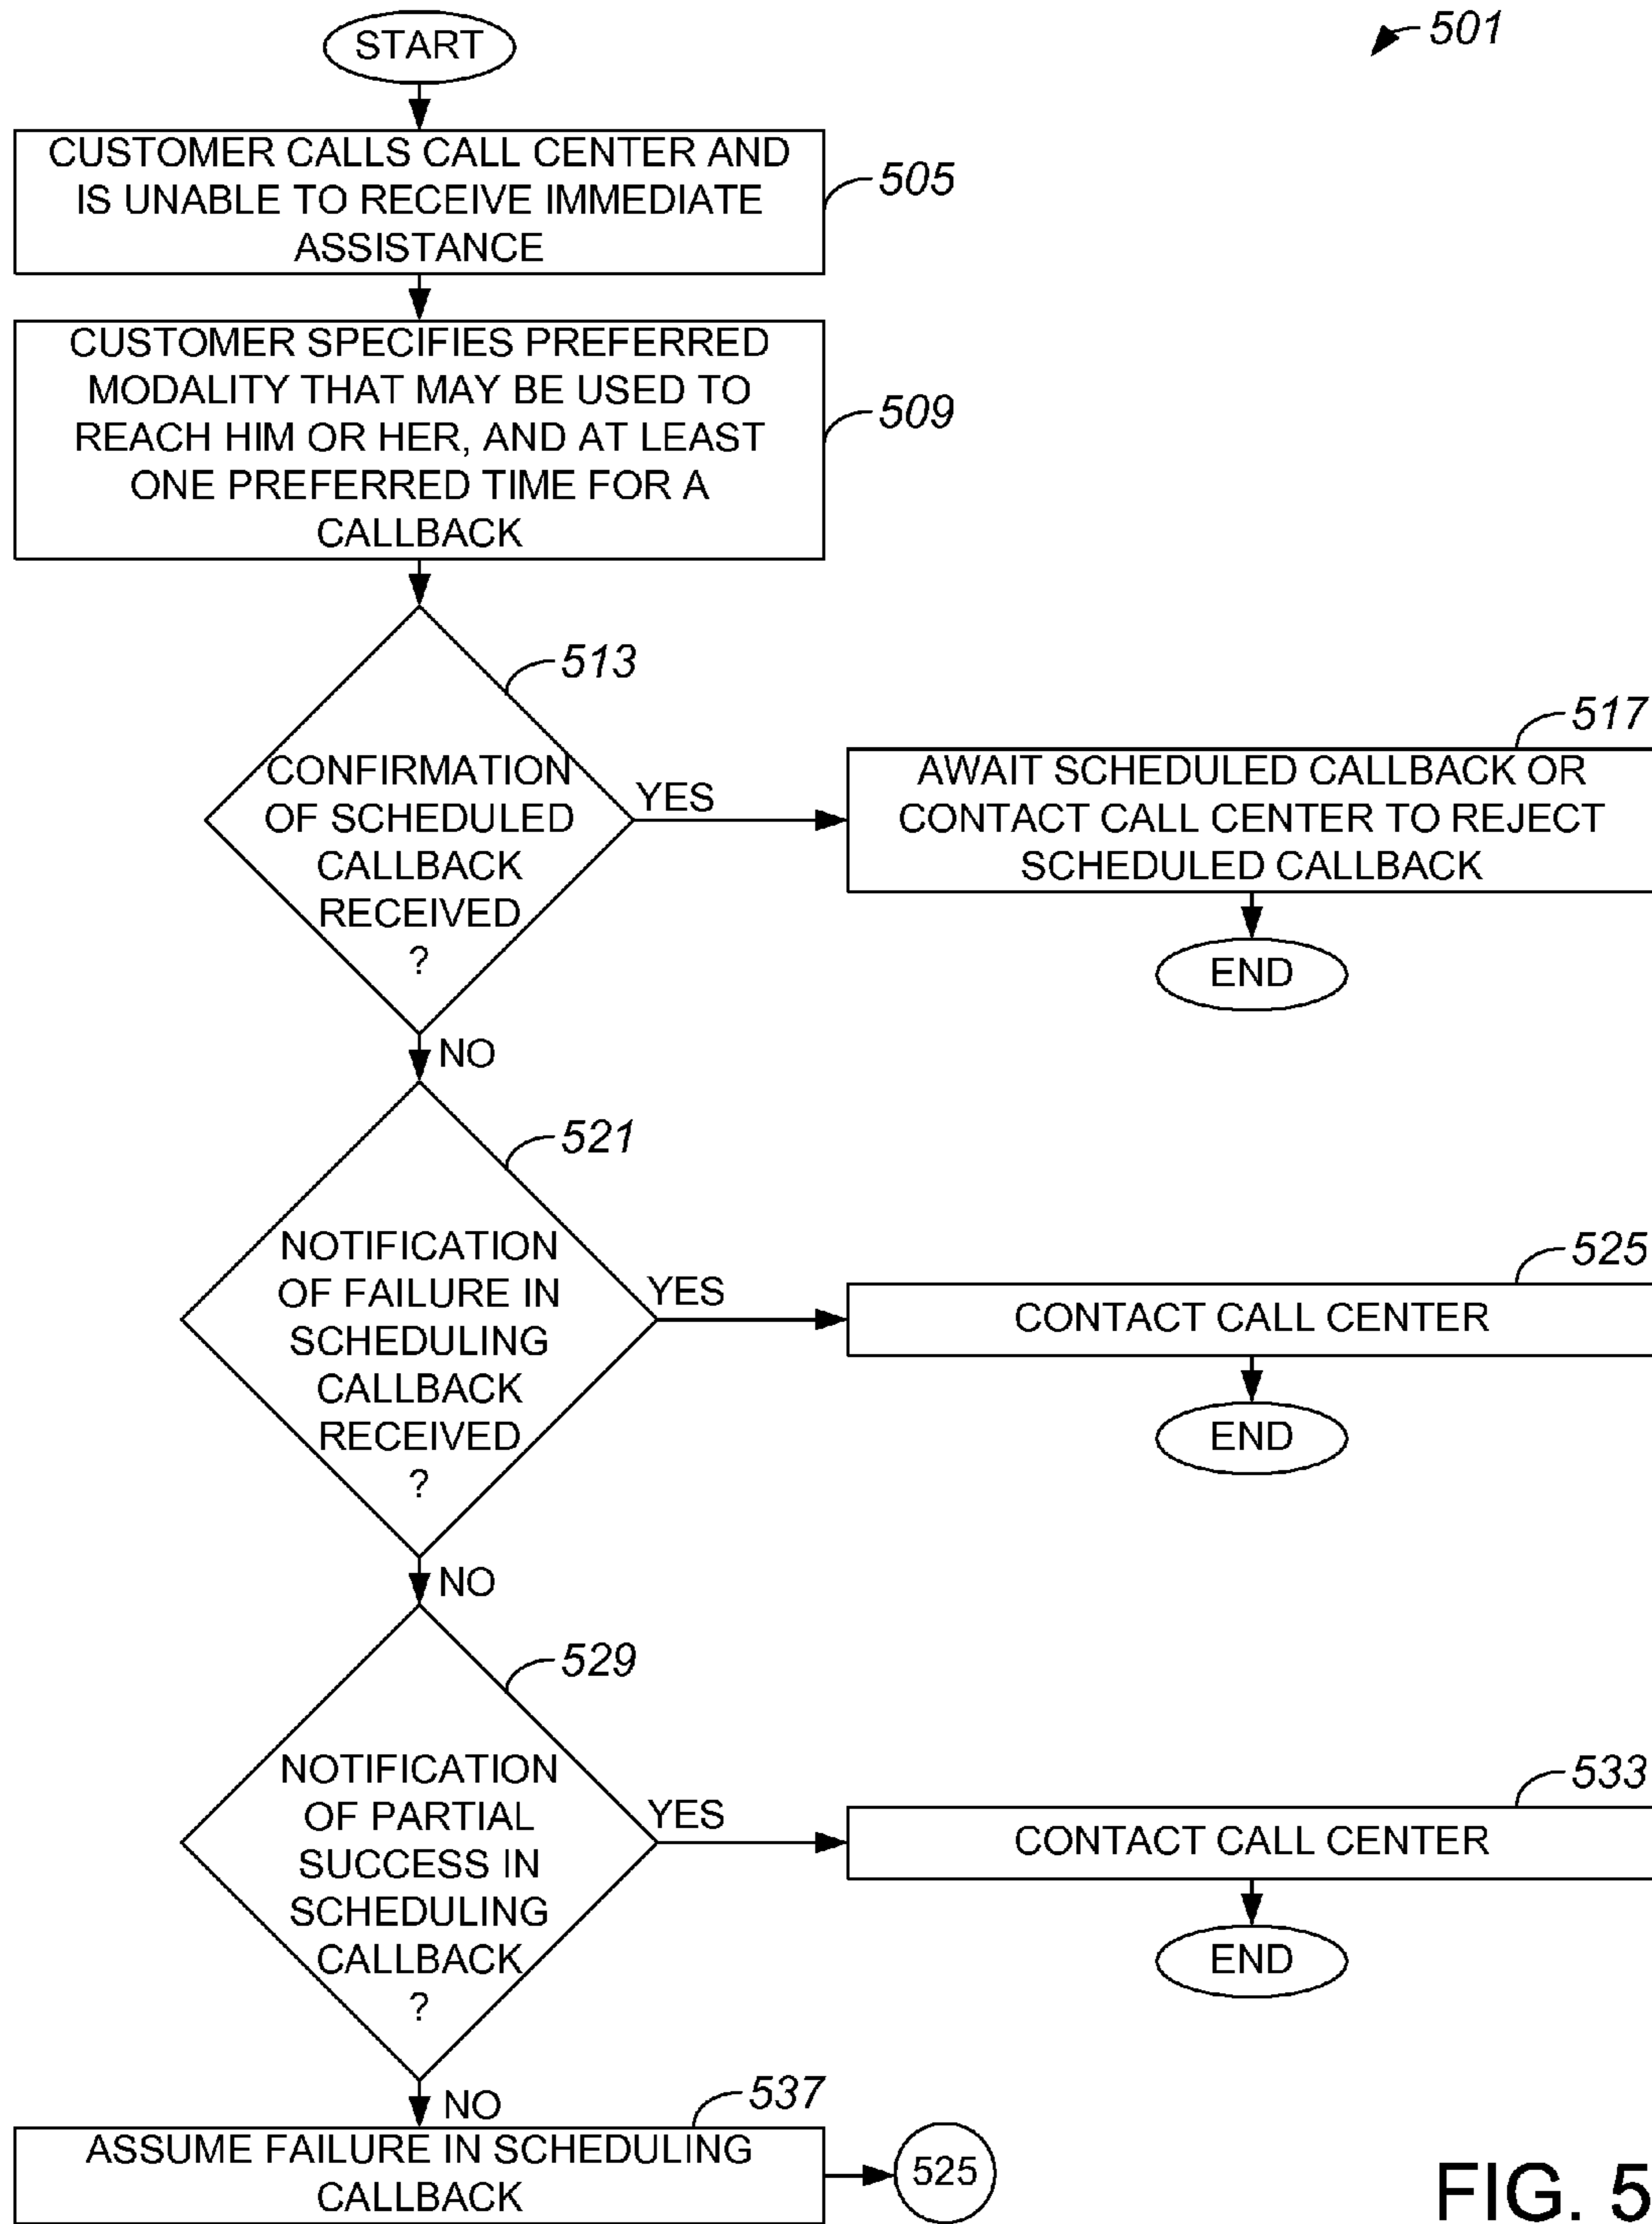 START
501
CUSTOMER CALLS CALL CENTER AND
IS UNABLE TO RECEIVE IMMEDIATE
ASSISTANCE
505
CUSTOMER SPECIFIES PREFERRED
MODALITY THAT MAY BE USED TO
REACH HIM OR HER, AND AT LEAST
ONE PREFERRED TIME FOR A
CALLBACK
509
513
CONFIRMATION
OF SCHEDULED
CALLBACK
RECEIVED
?
YES
517
AWAIT SCHEDULED CALLBACK OR
CONTACT CALL CENTER TO REJECT
SCHEDULED CALLBACK
END
NO
521
NOTIFICATION
OF FAILURE IN
SCHEDULING
CALLBACK
RECEIVED
?
YES
525
CONTACT CALL CENTER
END
NO
529
NOTIFICATION
OF PARTIAL
SUCCESS IN
SCHEDULING
CALLBACK
?
YES
533
CONTACT CALL CENTER
END
NO
537
ASSUME FAILURE IN SCHEDULING
CALLBACK
525
FIG. 5